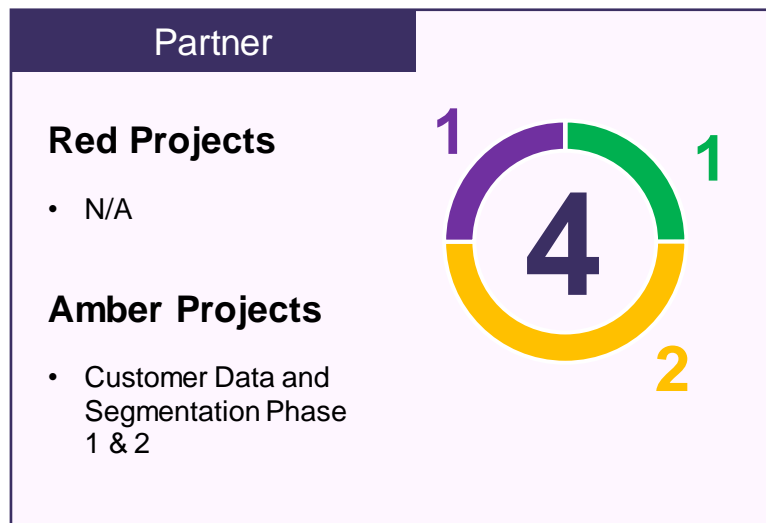 Partner
Red Projects
• N/A
Amber Projects
• Customer Data and
Segmentation Phase
1 & 2
1
1
4
2